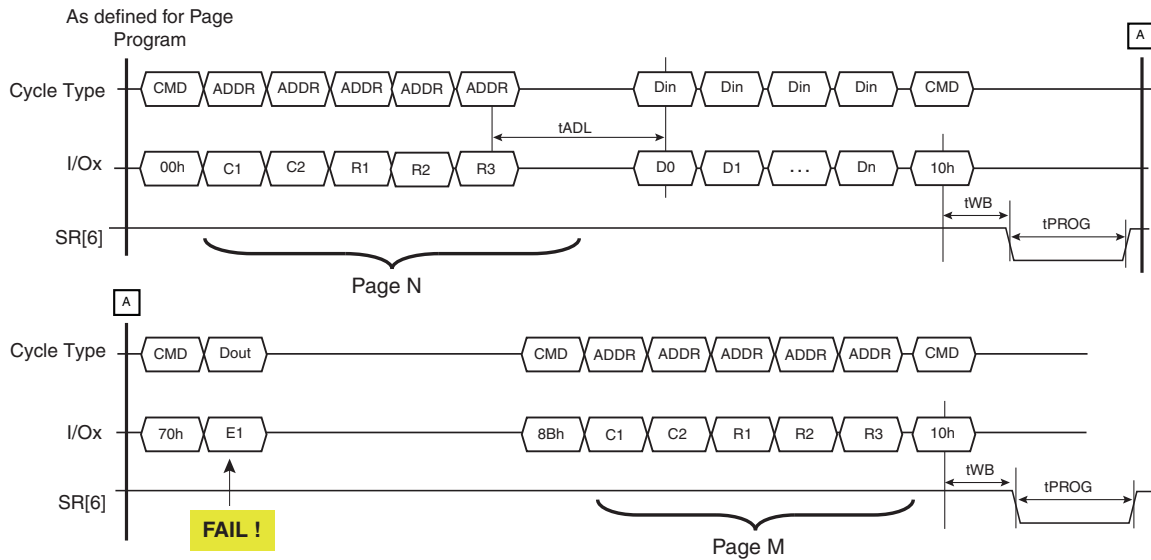 As defined for Page
Program
A
Cycle Type CMD ADDR ADDR ADDR ADDR ADDR Din Din Din Din CMD
tADL
I/Ox 00h C1 C2 R1 R2 R3 D0 D1 ... Dn 10h
tWB
tPROG
SR[6]
Page N
A
Cycle Type CMD Dout CMD ADDR ADDR ADDR ADDR ADDR CMD
I/Ox 70h E1 8Bh C1 C2 R1 R2 R3 10h
tWB
tPROG
SR[6]
FAIL !
Page M